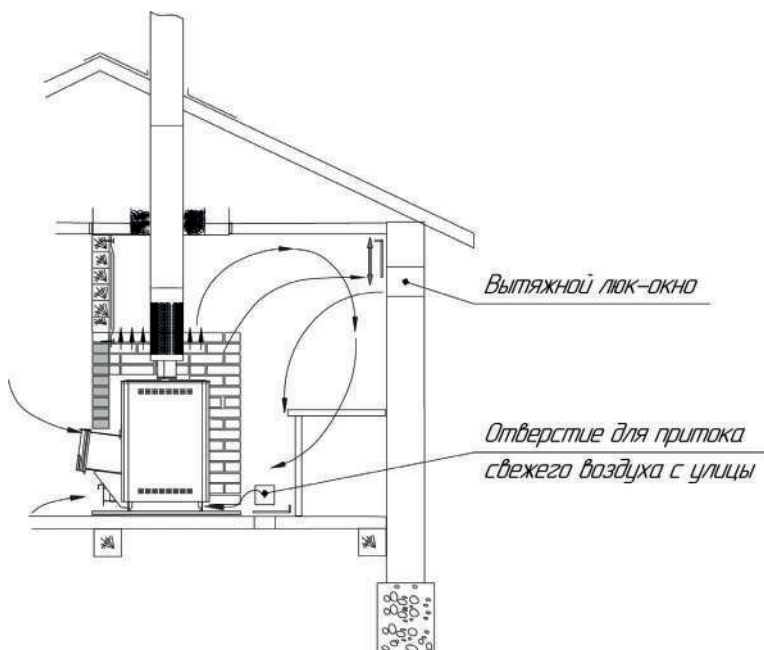 Вытяжной люк-окно
Отверстие для притока
свежего воздуха с улицы